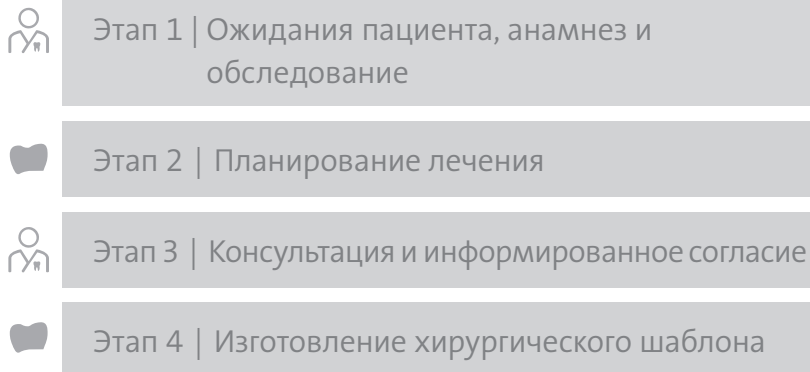 Этап 1 | Ожидания пациента, анамнез и
обследование
Этап 2 | Планирование лечения
Этап 3 | Консультация и информированное согласие
Этап 4 | Изготовление хирургического шаблона